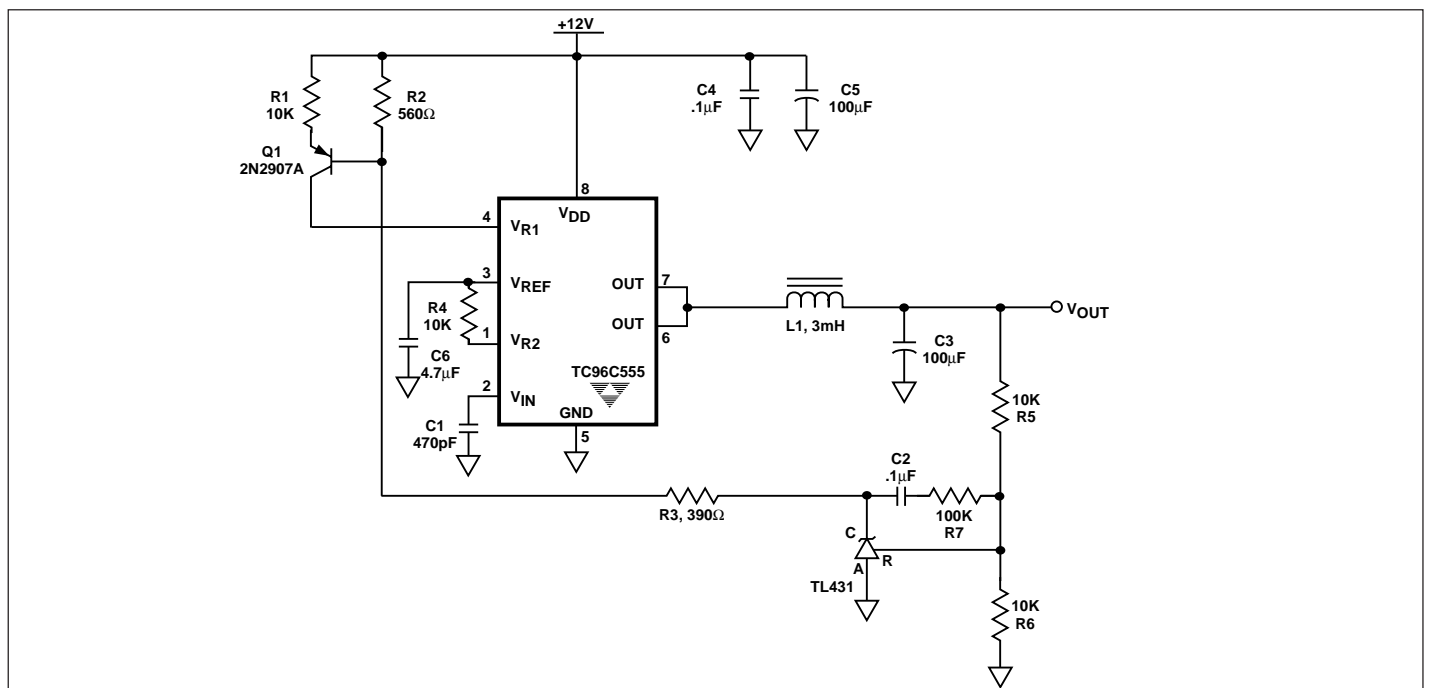 +12V
R1
10K
R2
560Ω
C4
.1µF
C5
100µF
Q1
2N2907A
8
VDD
4
VR1
3
VREF
R4
10K
1
VR2
C6
4.7µF
2
VIN
C1
470pF
OUT
7
OUT
6
TC96C555
GND
5
L1, 3mH
VOUT
C3
100µF
10K
R5
C2
.1µF
100K
R7
R3, 390Ω
C
A
R
TL431
10K
R6